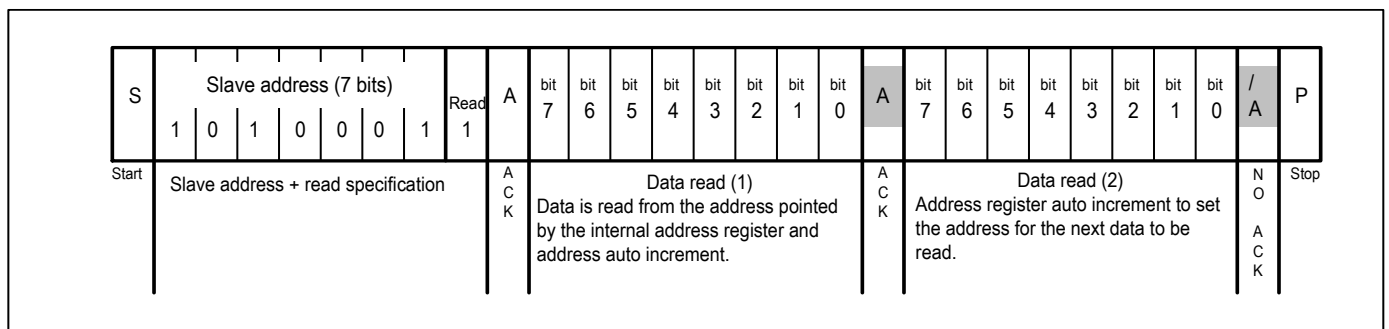 S Slave address (7 bits) Read A bit bit bit bit bit bit bit bit A bit bit bit bit bit bit bit bit / P
1 0 1 0 0 0 1 1 7 6 5 4 3 2 1 0 7 6 5 4 3 2 1 0 A
Start Slave address + read specification A C K Data read (1) A C K Data read (2) N O A C K Stop
Data is read from the address pointed
by the internal address register and
address auto increment.
Address register auto increment to set
the address for the next data to be
read.